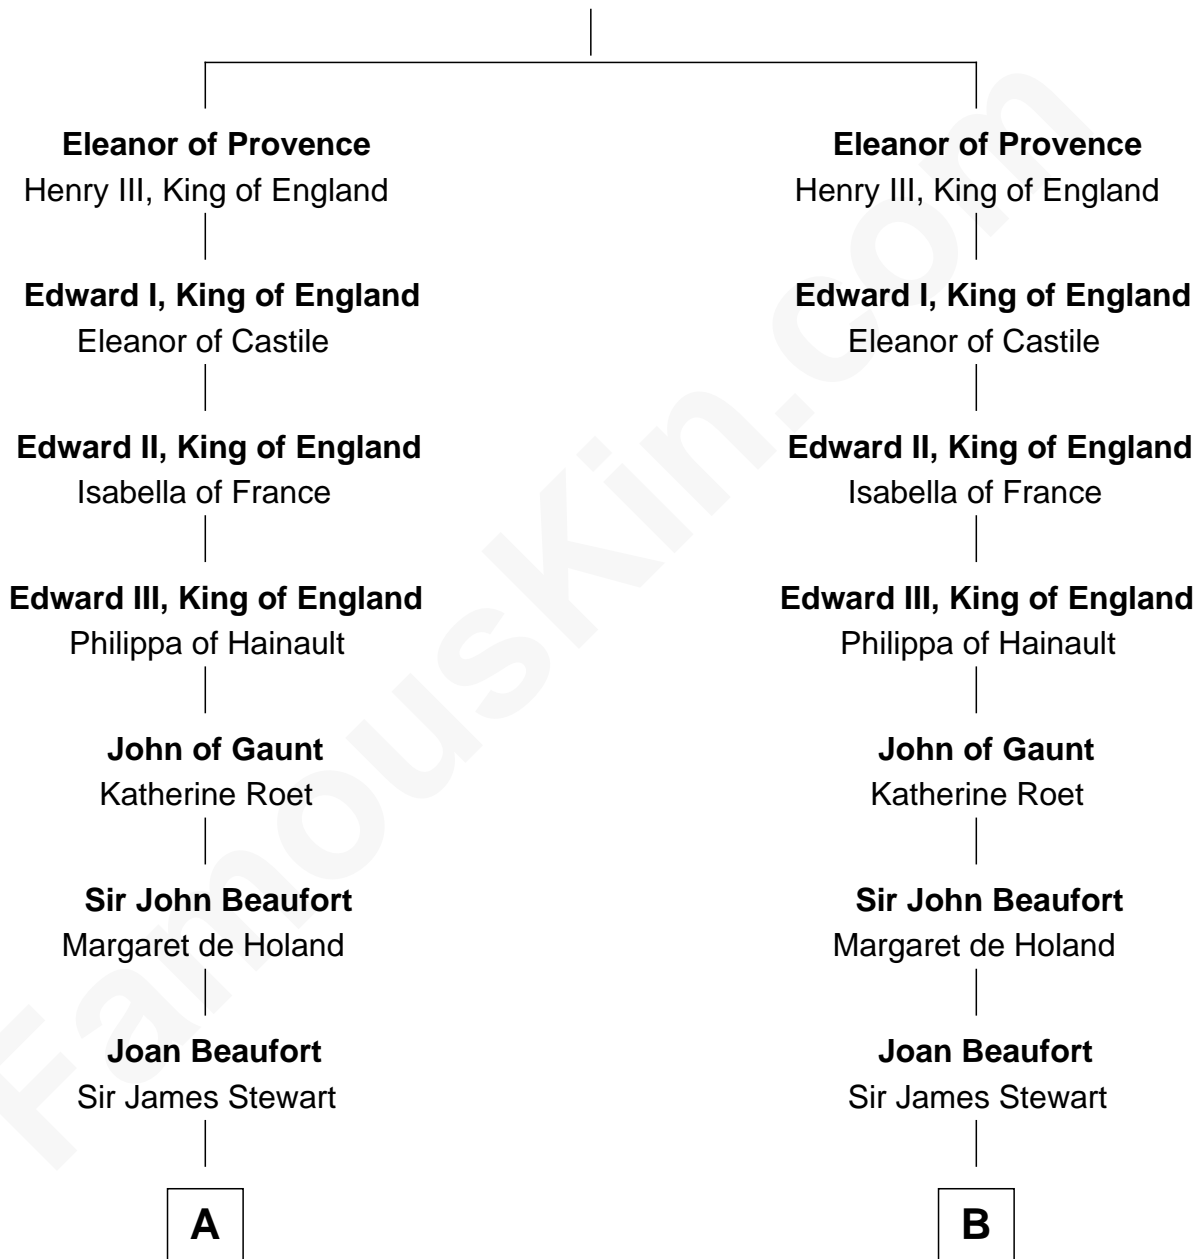 Eleanor of Provence
Henry III, King of England
Edward I, King of England
Eleanor of Castile
Edward II, King of England
Isabella of France
Edward III, King of England
Philippa of Hainault
John of Gaunt
Katherine Roet
Sir John Beaufort
Margaret de Holand
Joan Beaufort
Sir James Stewart
A
Eleanor of Provence
Henry III, King of England
Edward I, King of England
Eleanor of Castile
Edward II, King of England
Isabella of France
Edward III, King of England
Philippa of Hainault
John of Gaunt
Katherine Roet
Sir John Beaufort
Margaret de Holand
Joan Beaufort
Sir James Stewart
B
FamousKin.com